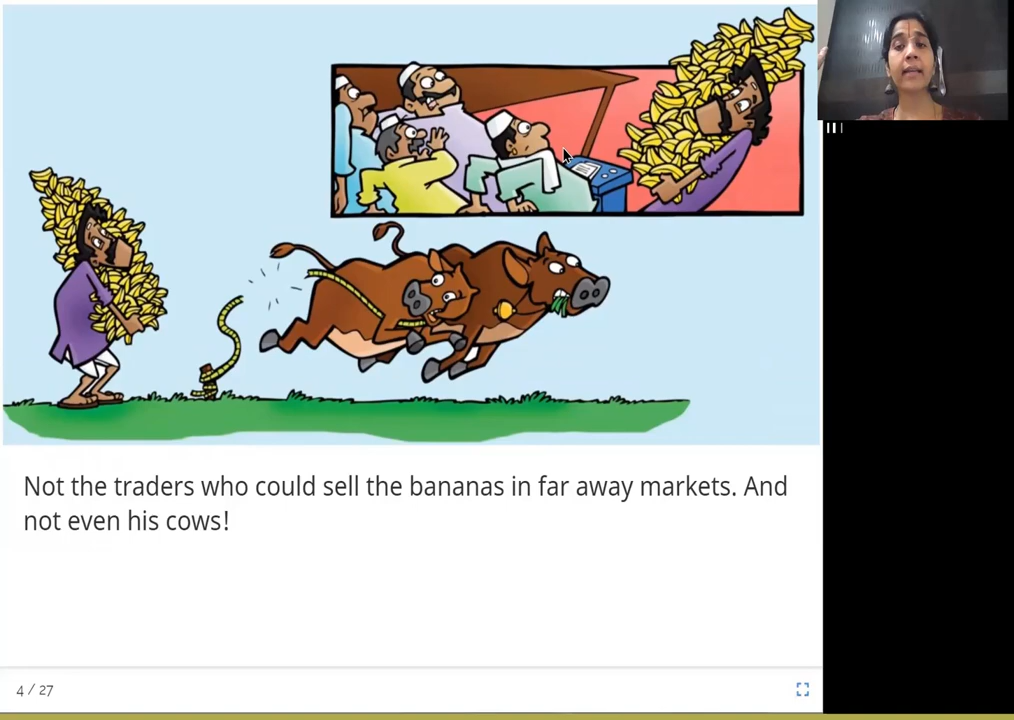 Not the traders who could sell the bananas in far away markets. And
not even his cows!
4 / 27